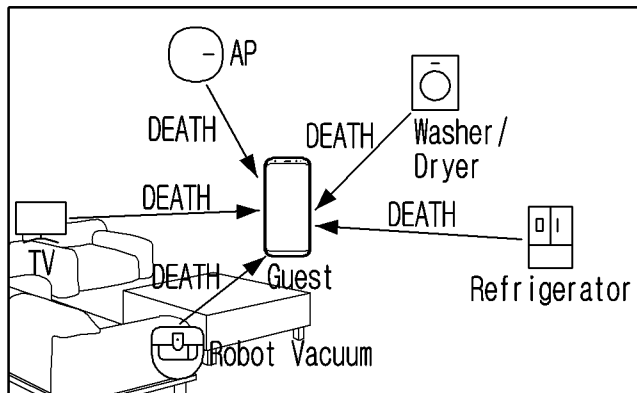 AP
DEATH
DEATH
Washer/
Dryer
DEATH
DEATH
TV
DEATH
Guest
Refrigerator
Robot Vacuum